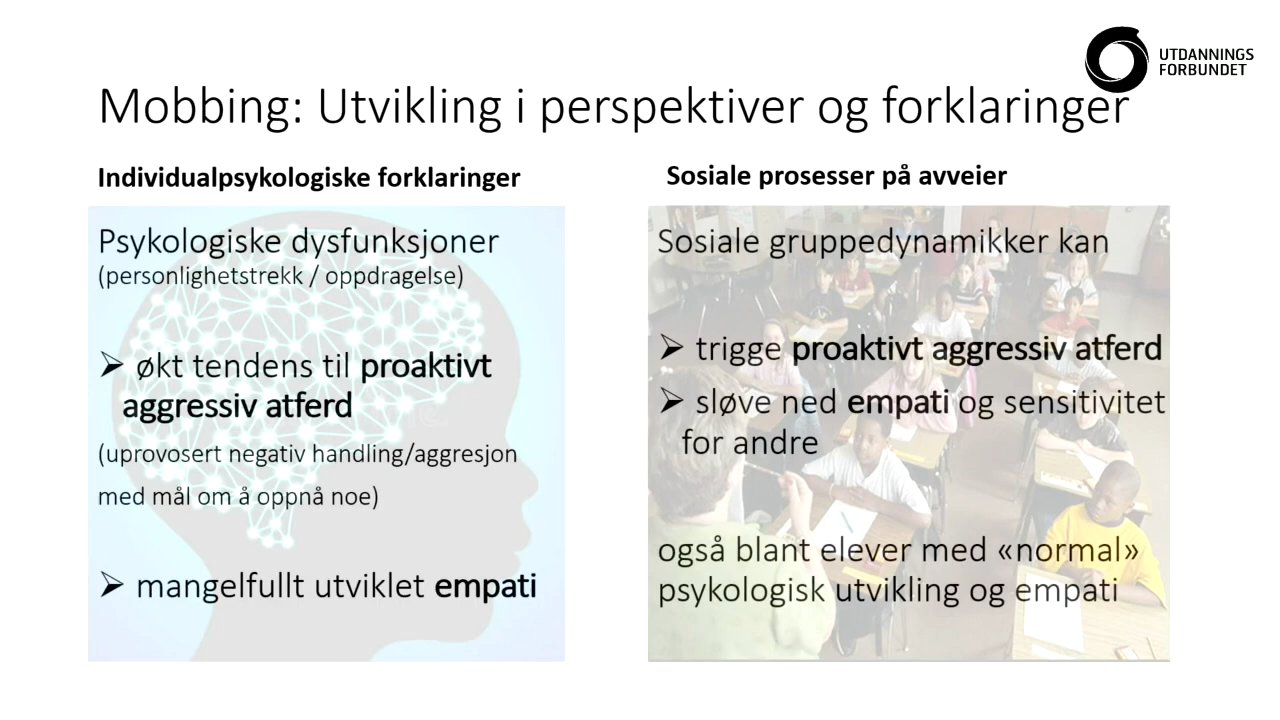 UTDANNINGS
FORBUNDET
Mobbing: Utvikling i perspektiver og forklaringer
Individualpsykologiske forklaringer
Psykologiske dysfunksjoner
(personlighetstrekk / oppdragelse)
➢ økt tendens til proaktivt
aggressiv atferd
(uprovosert negativ handling/aggresjon
med mål om å oppnå noe)
➢ mangelfullt utviklet empati
Sosiale prosesser på avveier
Sosiale gruppedynamikker kan
➢ trigge proaktivt aggressiv atferd
➢ sløve ned empati og sensitivitet
for andre
også blant elever med «normal»
psykologisk utvikling og empati